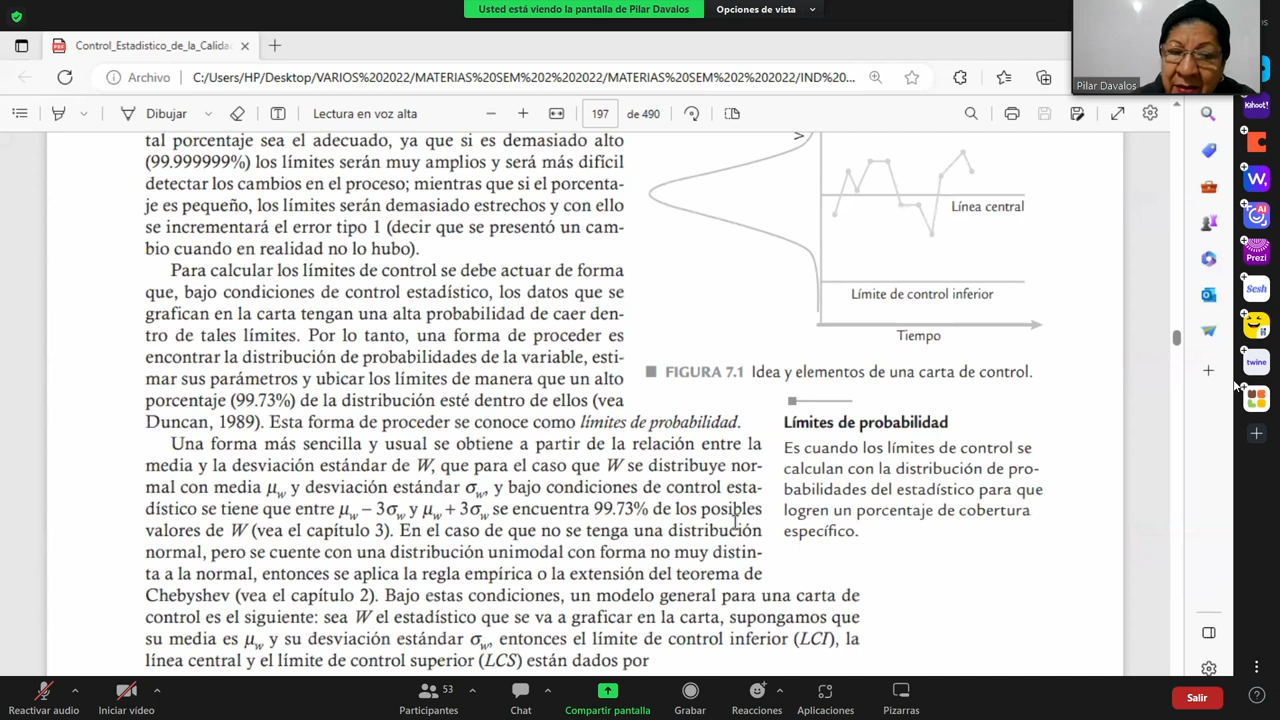 Usted está viendo la pantalla de Pilar Davalos
Opciones de vista
Control_Estadistico_de_la_Calida
Archivo
C:/Users/HP/Desktop/VARIOS%202022/MATERIAS%20SEM%202%202022/MATERIAS%20SEM%202%202022/IND%20...
Pilar Davalos
Dibujar
Lectura en voz alta
197
de 490
tal porcentaje sea el adecuado, ya que si es demasiado alto
(99.999999%) los límites serán muy amplios y será más difícil
detectar los cambios en el proceso; mientras que si el porcenta-
je es pequeño, los límites serán demasiado estrechos y con ello
se incrementará el error tipo 1 (decir que se presentó un cam-
bio cuando en realidad no lo hubo).
Para calcular los límites de control se debe actuar de forma
que, bajo condiciones de control estadístico, los datos que se
grafican en la carta tengan una alta probabilidad de caer den-
tro de tales límites. Por lo tanto, una forma de proceder es
encontrar la distribución de probabilidades de la variable, esti-
mar sus parámetros y ubicar los límites de manera que un alto
porcentaje (99.73%) de la distribución esté dentro de ellos (vea
Duncan, 1989). Esta forma de proceder se conoce como límites de probabilidad.
Una forma más sencilla y usual se obtiene a partir de la relación entre la
media y la desviación estándar de W, que para el caso que W se distribuye nor-
mal con media μw y desviación estándar σw, y bajo condiciones de control esta-
dístico se tiene que entre μw − 3σw y μw + 3σw se encuentra 99.73% de los posibles
valores de W (vea el capítulo 3). En el caso de que no se tenga una distribución
normal, pero se cuente con una distribución unimodal con forma no muy distin-
ta a la normal, entonces se aplica la regla empírica o la extensión del teorema de
Chebyshev (vea el capítulo 2). Bajo estas condiciones, un modelo general para una carta de
control es el siguiente: sea W el estadístico que se va a graficar en la carta, supongamos que
su media es μw y su desviación estándar σw, entonces el límite de control inferior (LCI), la
línea central y el límite de control superior (LCS) están dados por
Línea central
Límite de control inferior
Tiempo
FIGURA 7.1 Idea y elementos de una carta de control.
Límites de probabilidad
Es cuando los límites de control se
calculan con la distribución de pro-
babilidades del estadístico para que
logren un porcentaje de cobertura
específico.
Kahoot!
W,
AI
Prezi
Sesh
twine
Reactivar audio
Iniciar video
53
Participantes
Chat
Compartir pantalla
Grabar
Reacciones
Aplicaciones
Pizarras
Salir